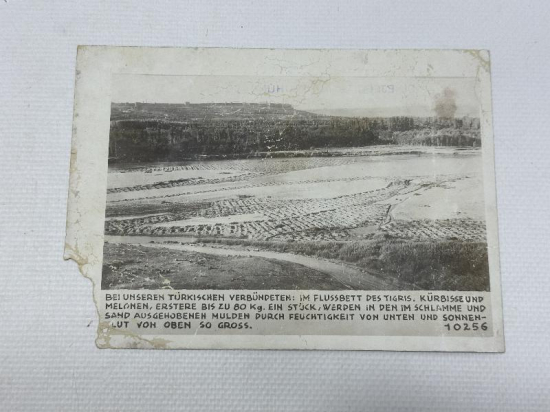 BEI UNSEREN TÜRKISCHEN VERBÜNDETEN: IM FLUSSBETT DES TIGRIS. KÜRBISSE UND
MELONEN, ERSTERE BIS ZU 80 Kg. EIN STÜCK, WERDEN IN DEN IM SCHLAMME UND
SAND AUSGEHOBENEN MULDEN DURCH FEUCHTIGKEIT VON UNTEN UND SONNEN-
GLUT VON OBEN SO GROSS. 10256